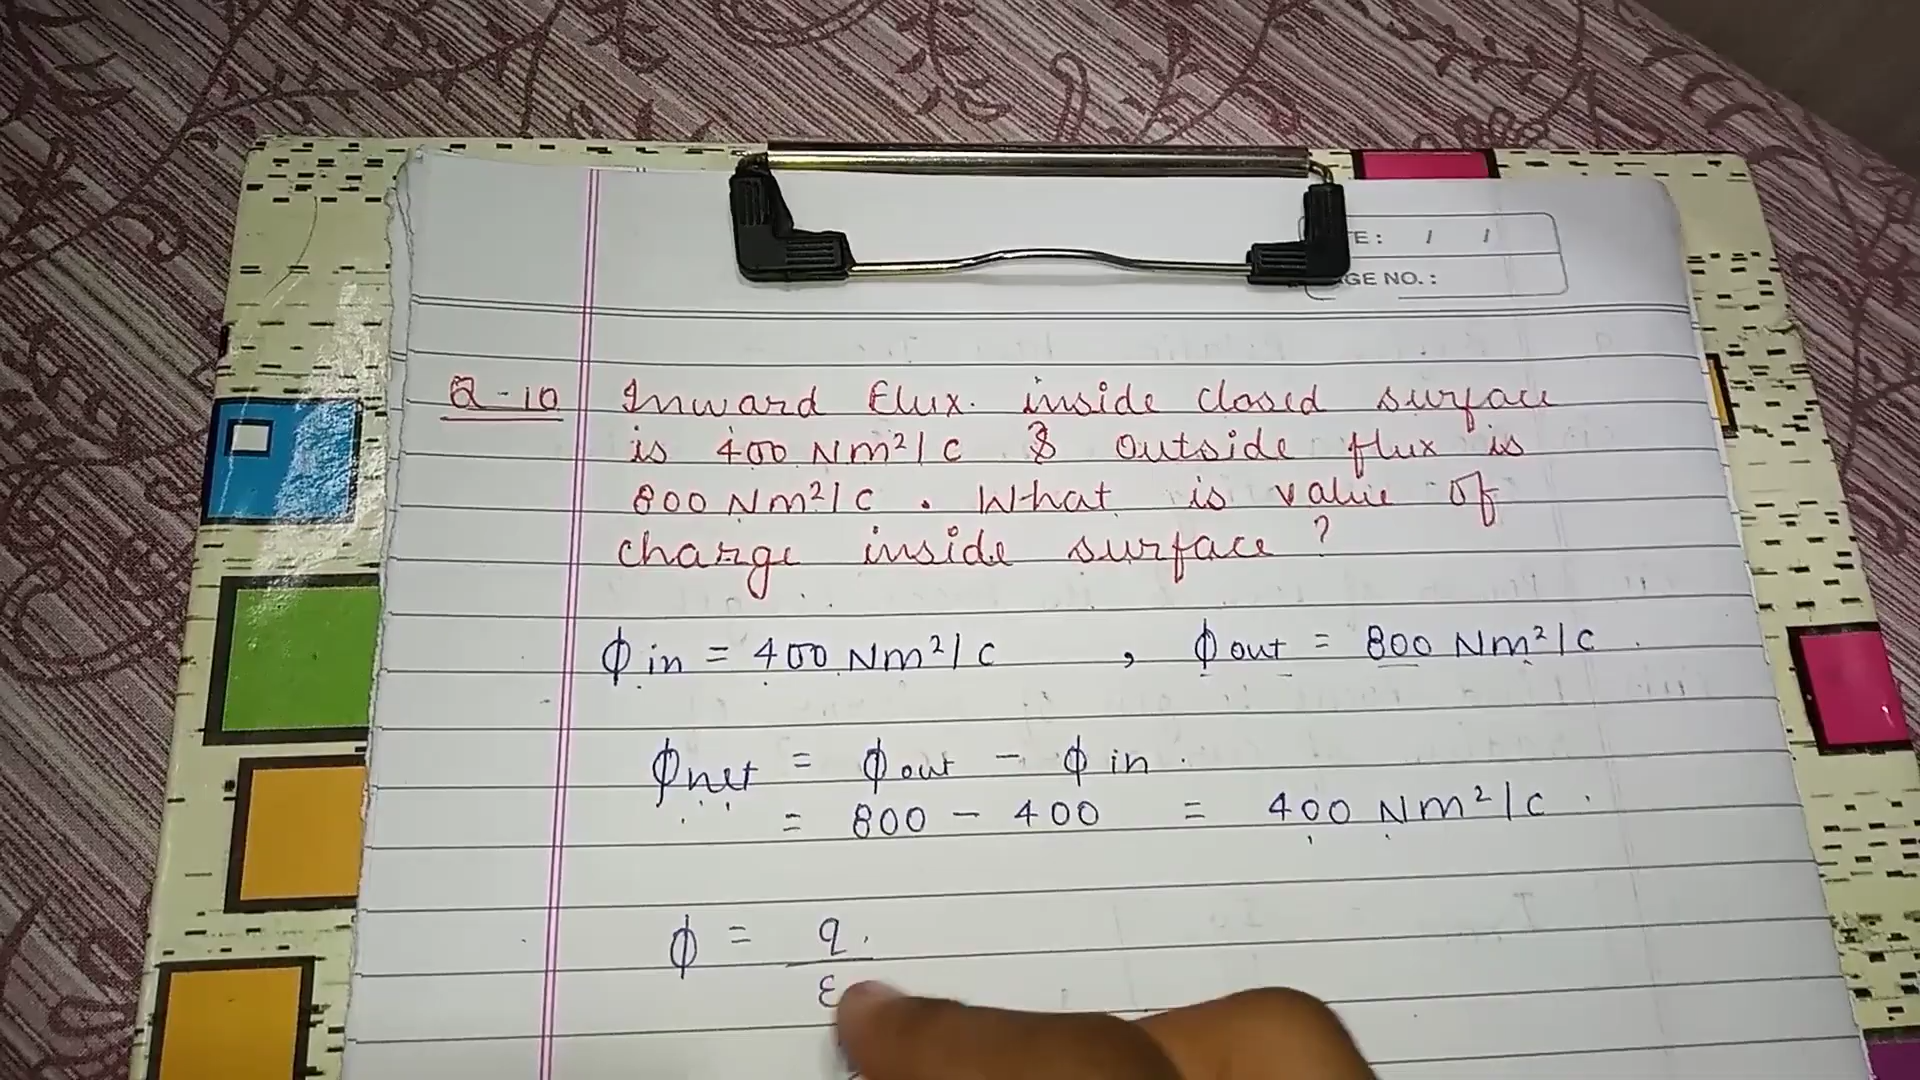 TE: / /
GE NO. :
Q-10 Inward flux. inside closed surface
is 400 Nm²/C & Outside flux is
800 Nm²/C . What is value of
charge inside surface ?
ϕin = 400 Nm²/C , ϕout = 800 Nm²/C .
ϕnet = ϕout - ϕin .
= 800 - 400 = 400 Nm²/C .
ϕ = q
ε